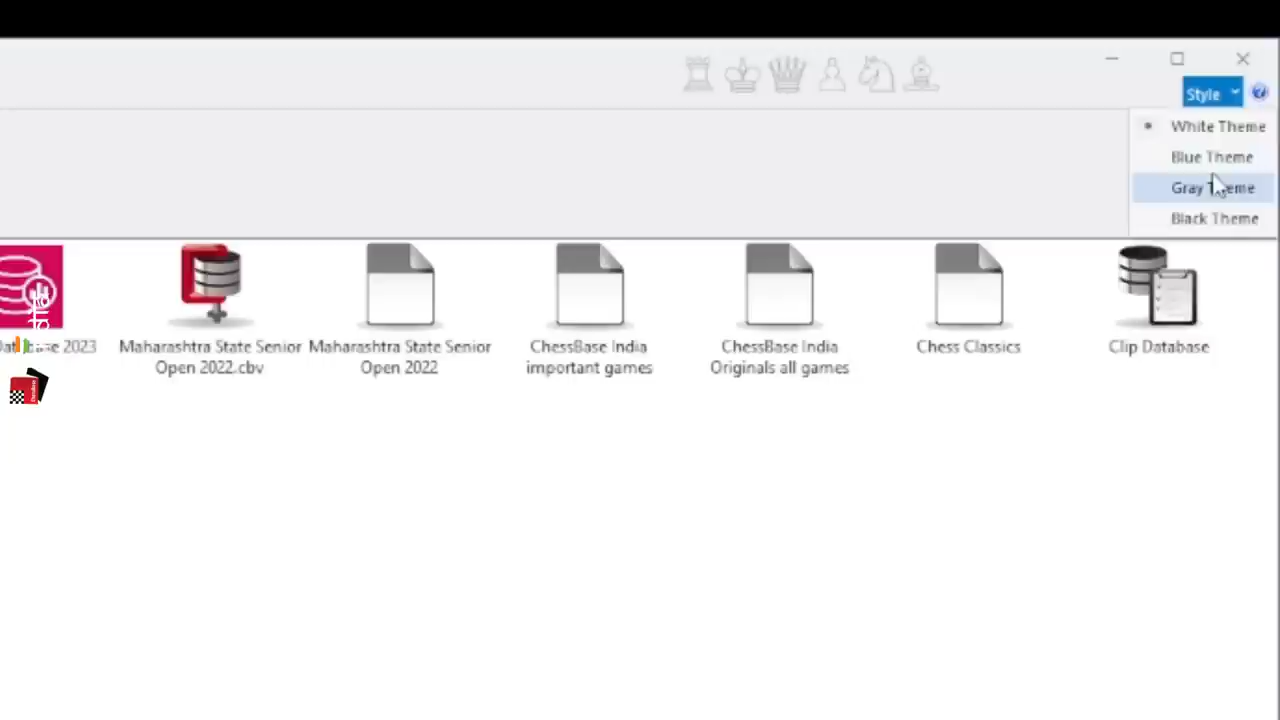 Style
White Theme
Blue Theme
Gray Theme
Black Theme
2023
Maharashtra State Senior
Open 2022.cbv
Maharashtra State Senior
Open 2022
ChessBase India
important games
ChessBase India
Originals all games
Chess Classics
Clip Database